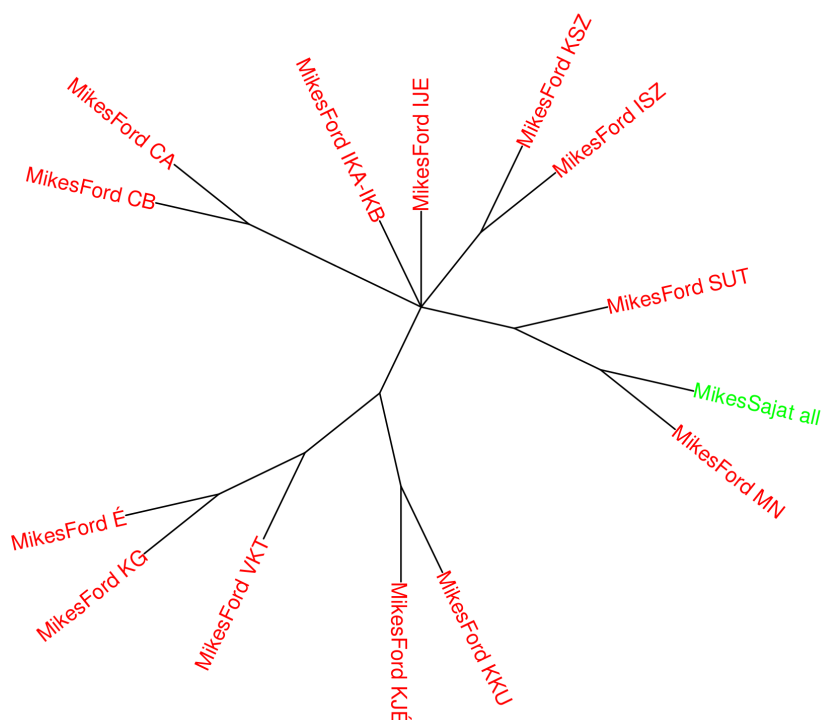 MikesFord KSZ
MikesFord IKA-IKB
MikesFord IJE
MikesFord CA
MikesFord ISZ
MikesFord CB
MikesFord SUT
MikesSajat all
MikesFord MN
MikesFord É
MikesFord KG
MikesFord VKT
MikesFord KJÉ
MikesFord KKU